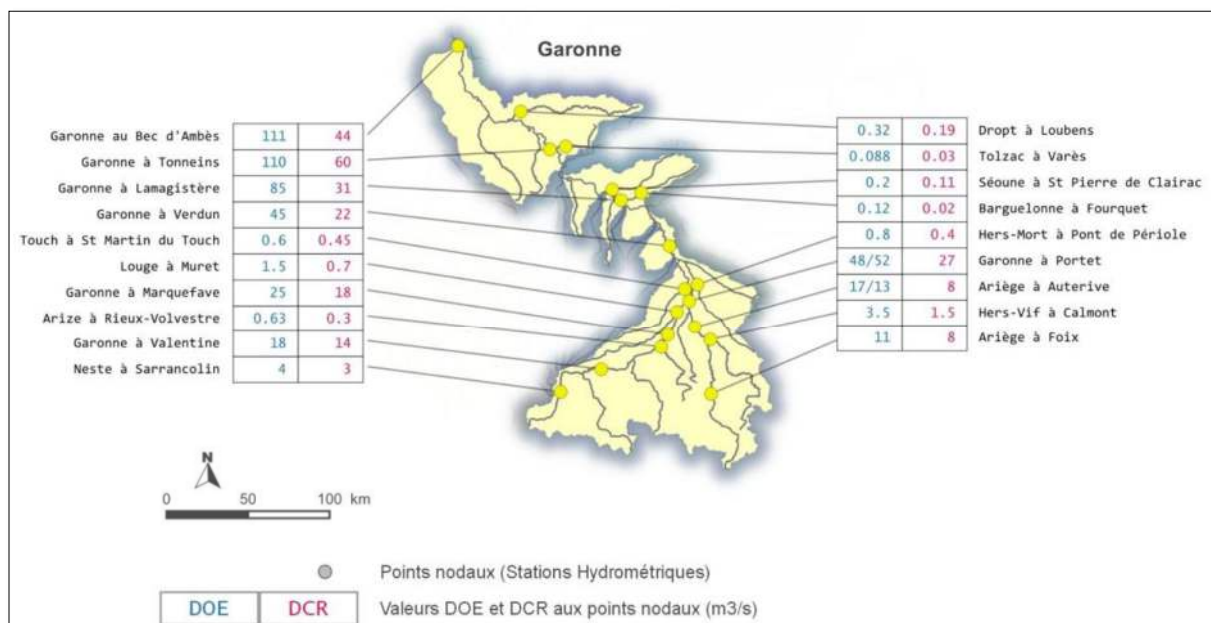 Garonne
Garonne au Bec d'Ambès 111 44
Garonne à Tonneins 110 60
Garonne à Lamagistère 85 31
Garonne à Verdun 45 22
Touch à St Martin du Touch 0.6 0.45
Louge à Muret 1.5 0.7
Garonne à Marquefave 25 18
Arize à Rieux-Volvestre 0.63 0.3
Garonne à Valentine 18 14
Neste à Sarrancolin 4 3
0.32 0.19 Dropt à Loubens
0.088 0.03 Tolzac à Varès
0.2 0.11 Séoune à St Pierre de Clairac
0.12 0.02 Barguelonne à Fourquet
0.8 0.4 Hers-Mort à Pont de Périole
48/52 27 Garonne à Portet
17/13 8 Ariège à Auterive
3.5 1.5 Hers-Vif à Calmont
11 8 Ariège à Foix
N
0 50 100 km
Points nodaux (Stations Hydrométriques)
DOE DCR Valeurs DOE et DCR aux points nodaux (m3/s)